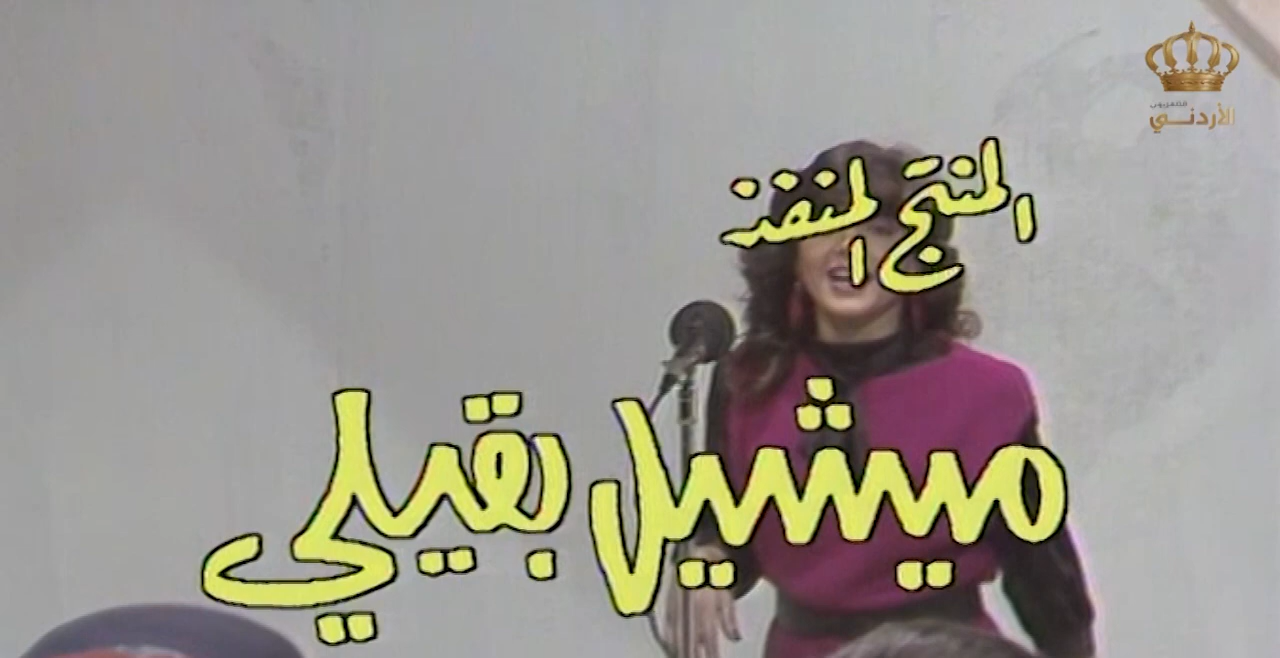 التلفزيون
الأردني
المنتج المنفذ
ميشيل بقيلي